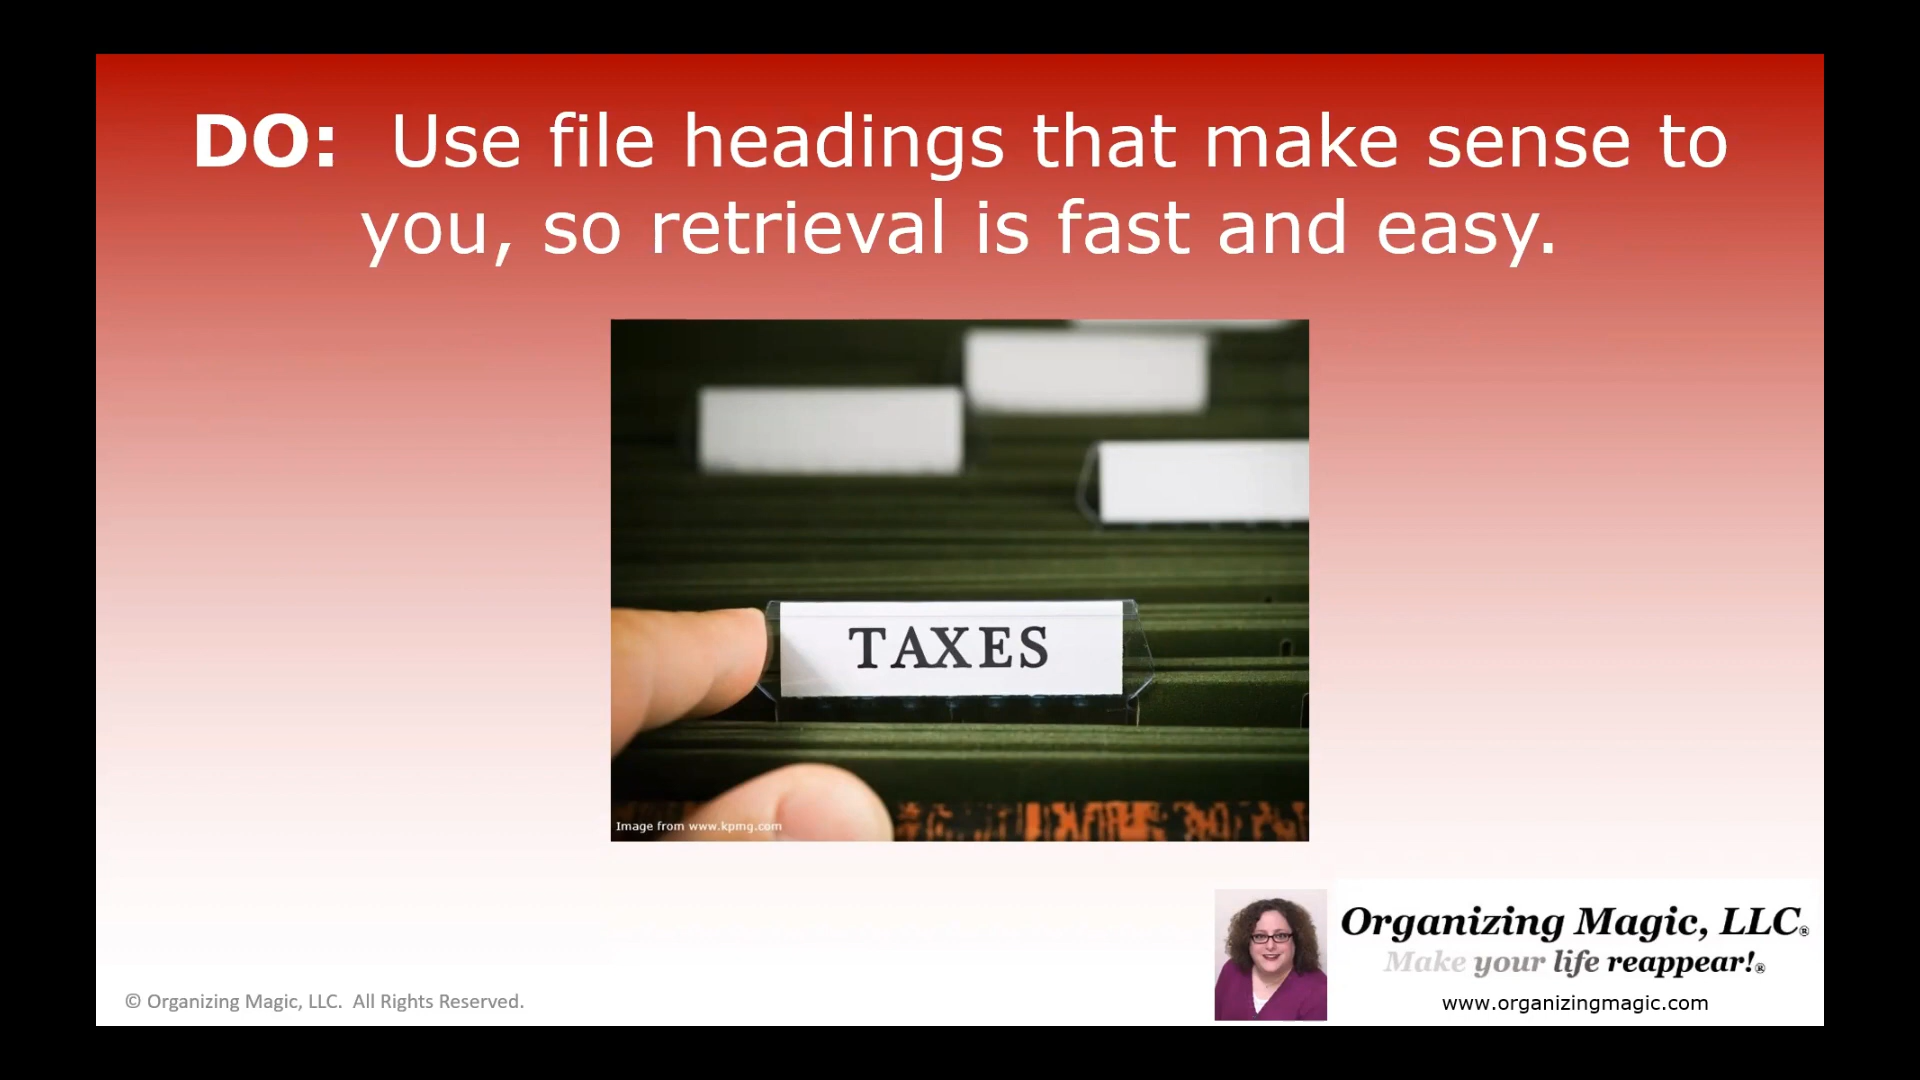 DO: Use file headings that make sense to
you, so retrieval is fast and easy.
TAXES
Image from www.kpmg.com
Organizing Magic, LLC®
Make your life reappear!®
www.organizingmagic.com
© Organizing Magic, LLC. All Rights Reserved.